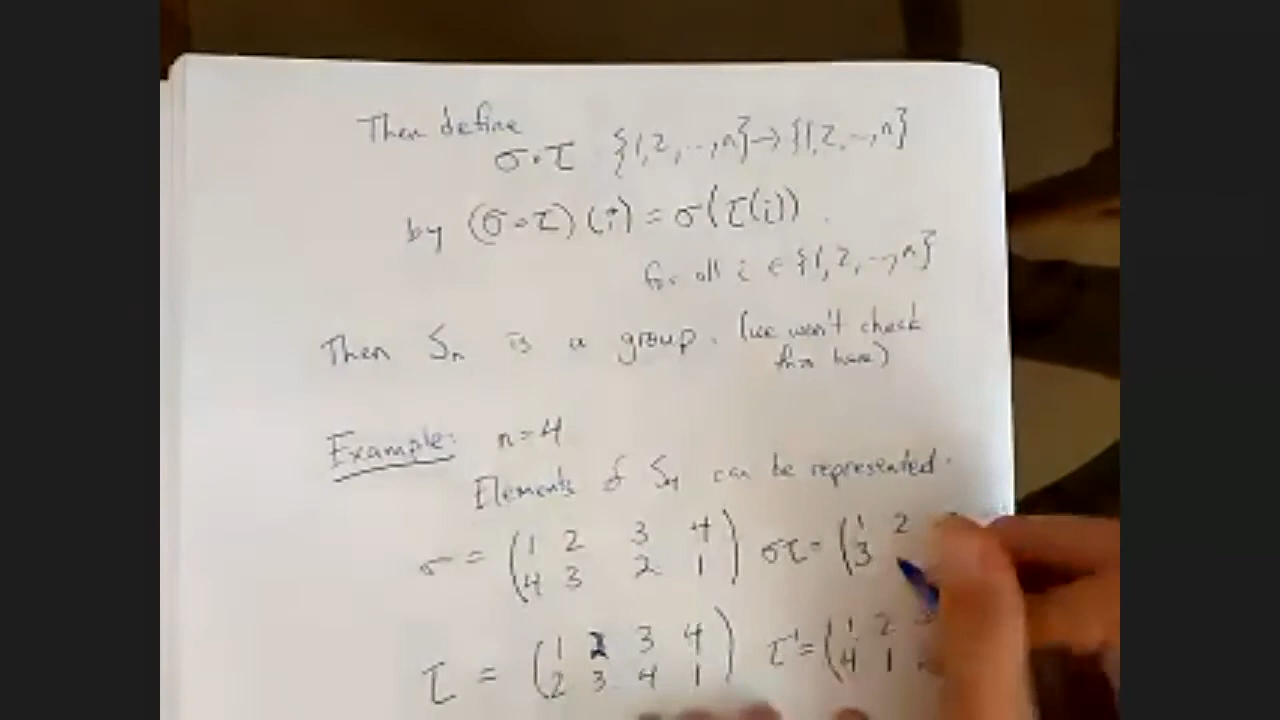 Then define
σ∘τ {1,2,...,n}→{1,2,...,n}
by (σ∘τ)(i) = σ(τ(i)).
for all i ∈ {1,2,...,n}
Then Sn is a group. (we won't check
this here)
Example: n=4
Elements of S4 can be represented.
σ = (1 2 3 4) στ = (1 2
4 3 2 1 3
τ = (1 2 3 4) τ⁻¹ = (1 2
2 3 4 1 4 1